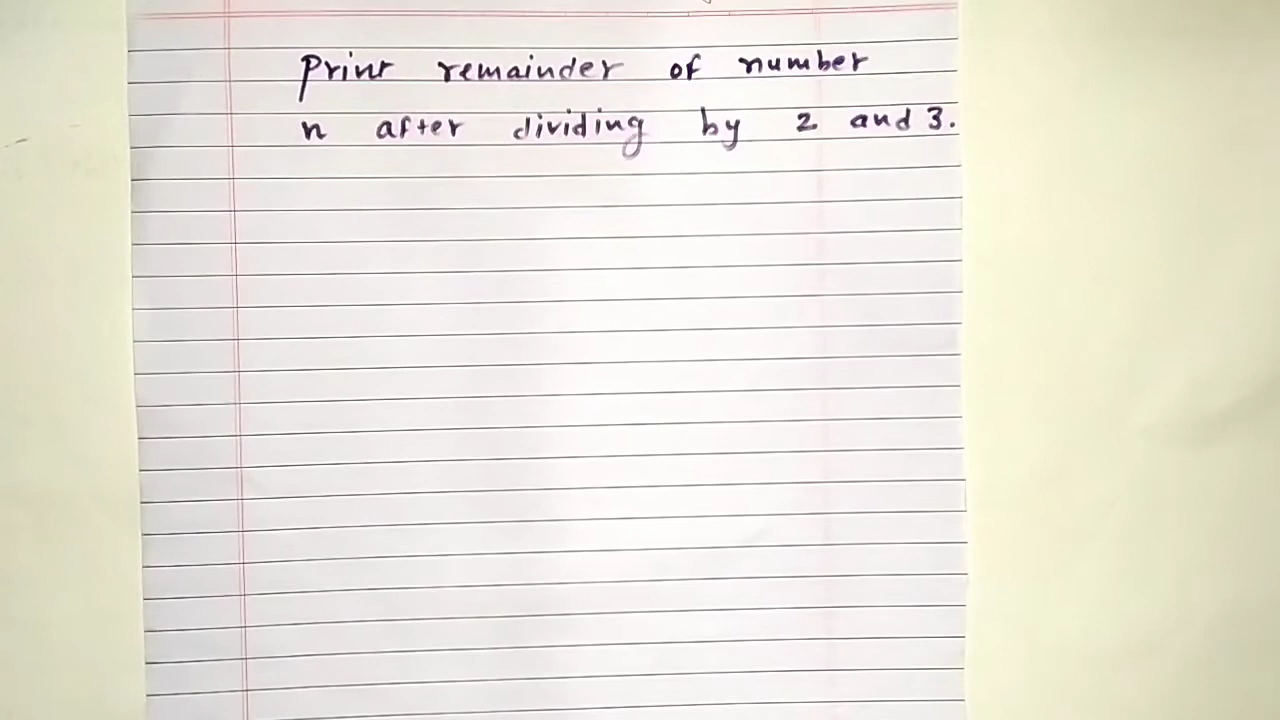 Print remainder of number
n after dividing by 2 and 3.